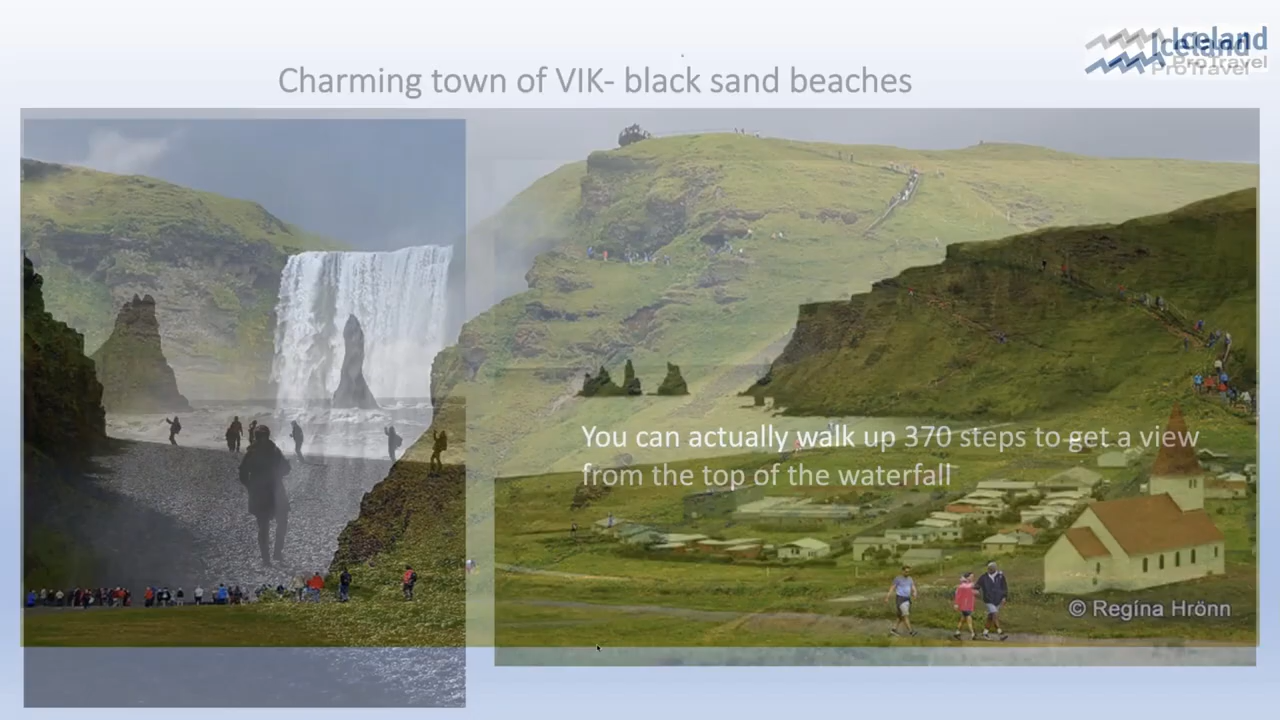 Iceland
ProTravel
Charming town of VIK- black sand beaches
You can actually walk up 370 steps to get a view
from the top of the waterfall
© Regína Hrönn